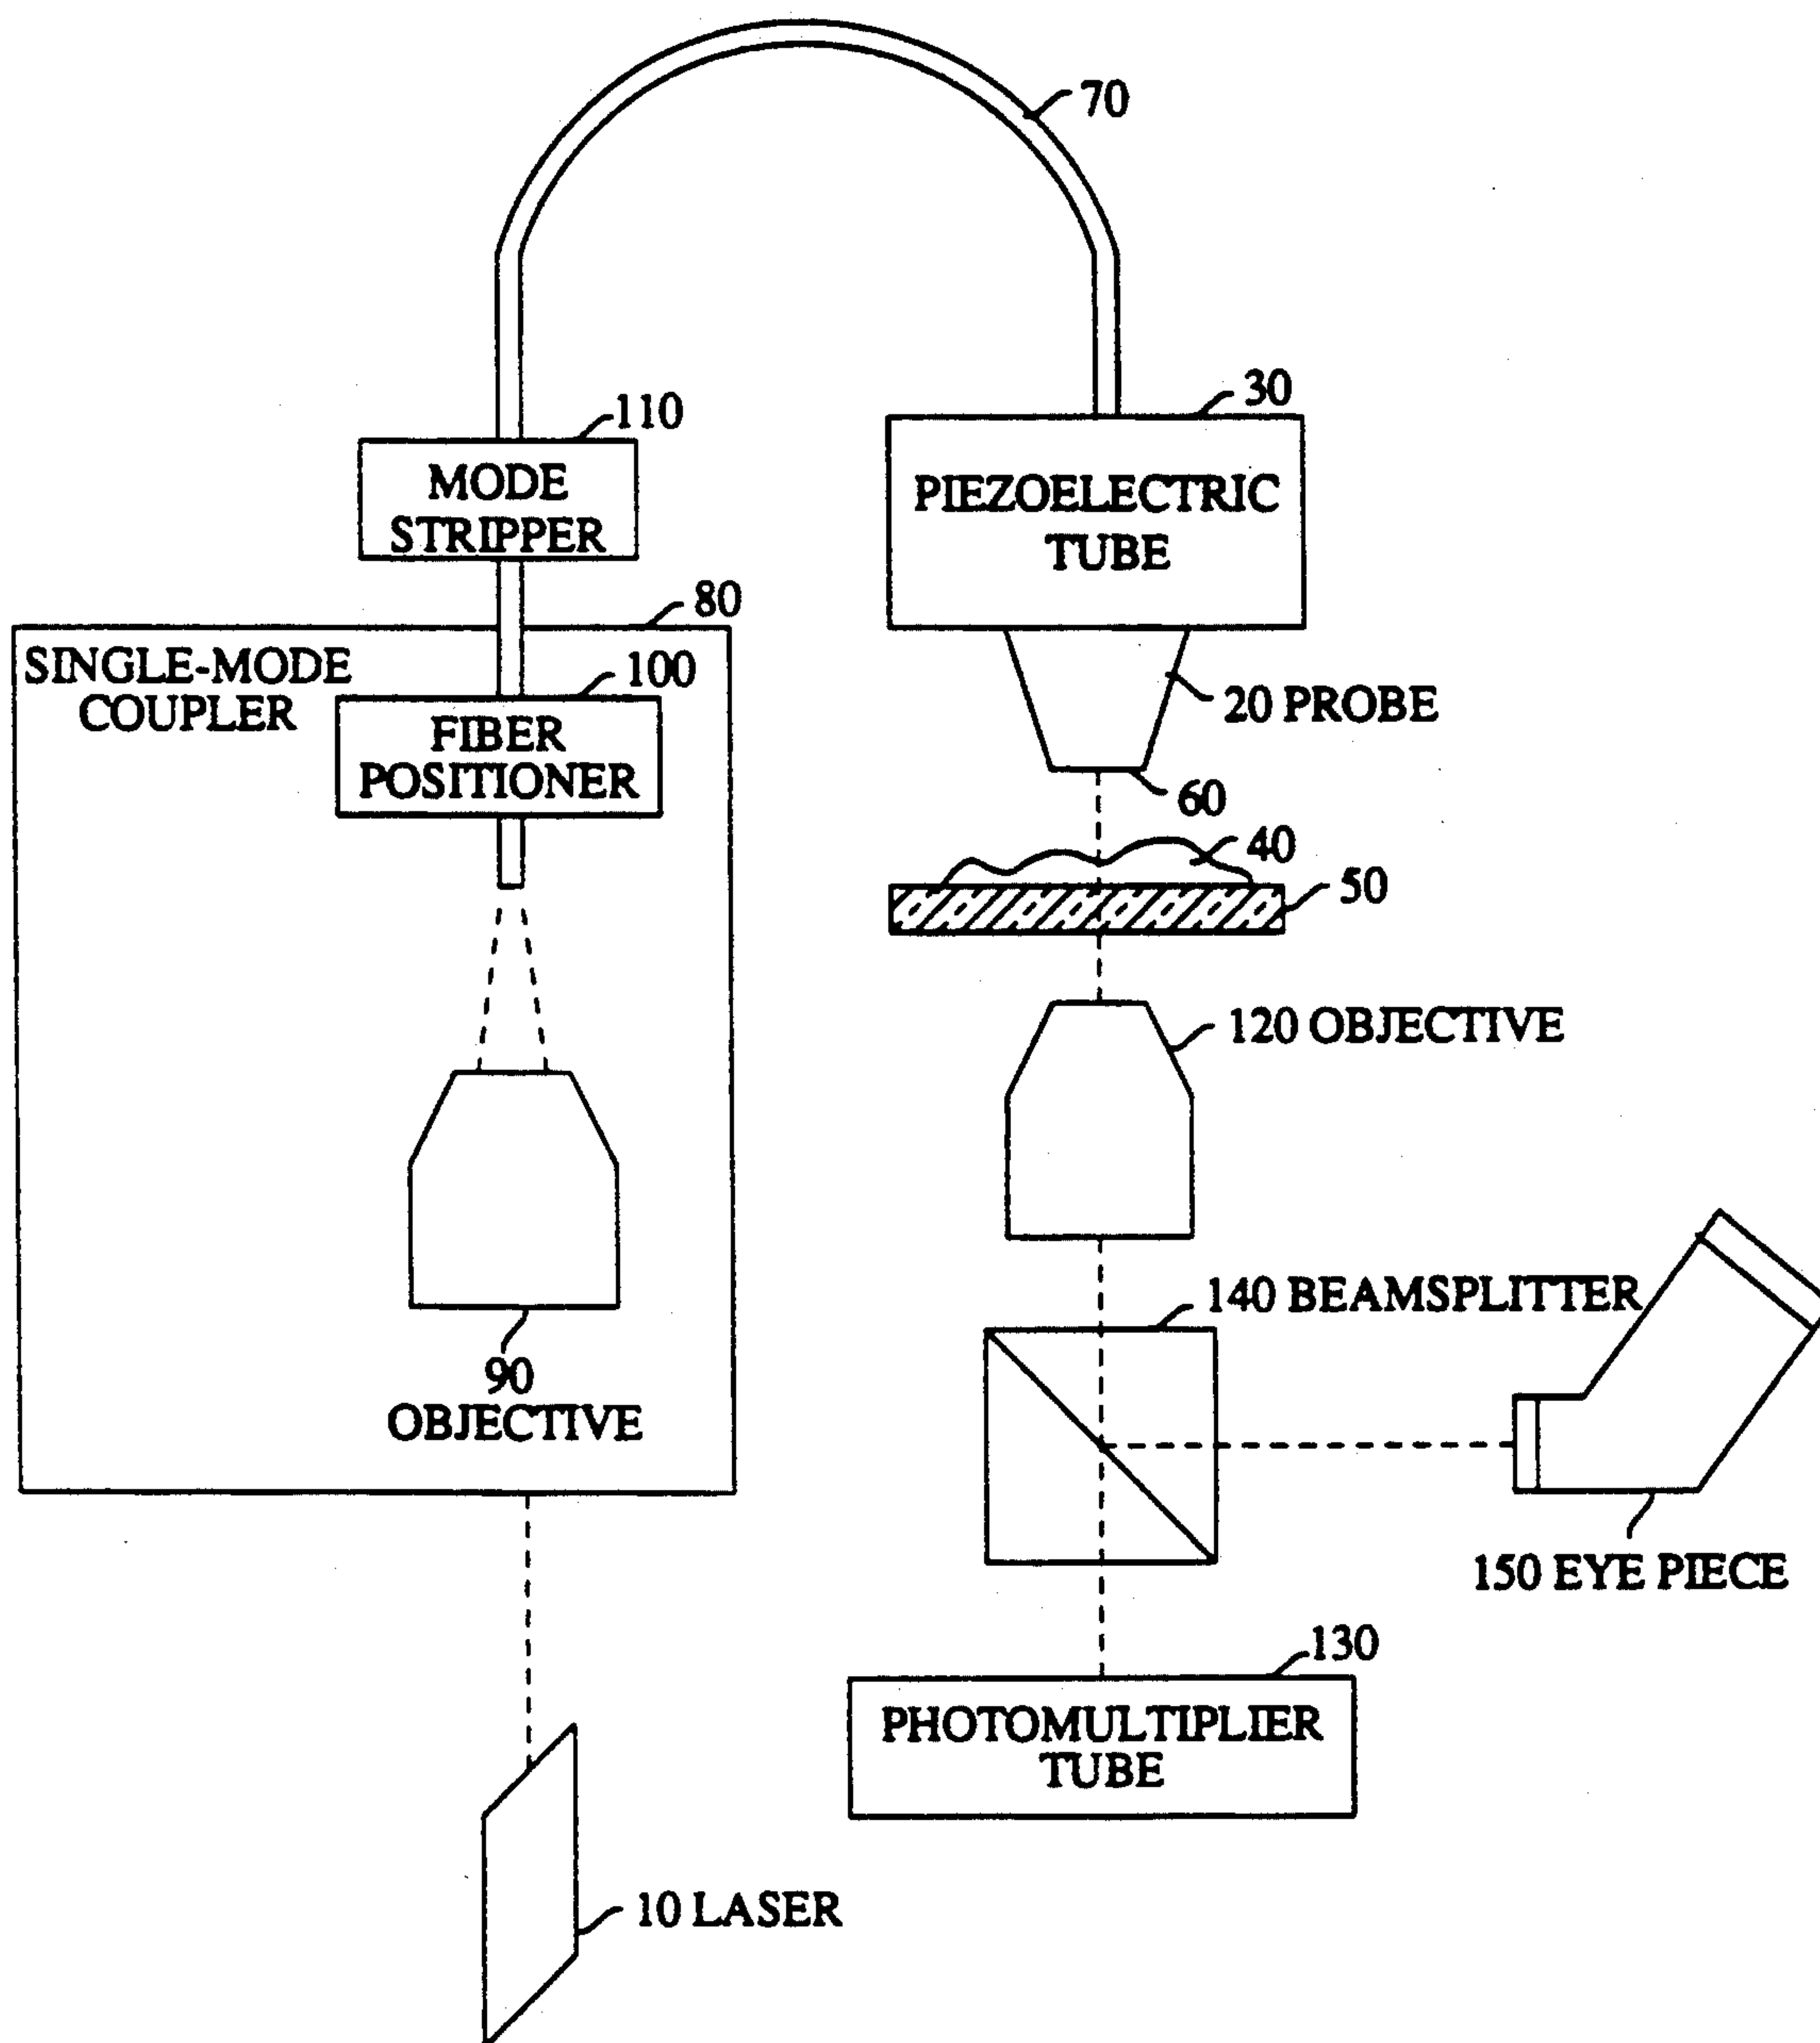 70
30
110
PIEZOELECTRIC
TUBE
MODE
STRIPPER
80
SINGLE-MODE
COUPLER
100
FIBER
POSITIONER
20 PROBE
60
40
50
120 OBJECTIVE
140 BEAMSPLITTER
90
OBJECTIVE
150 EYE PIECE
130
PHOTOMULTIPLIER
TUBE
10 LASER